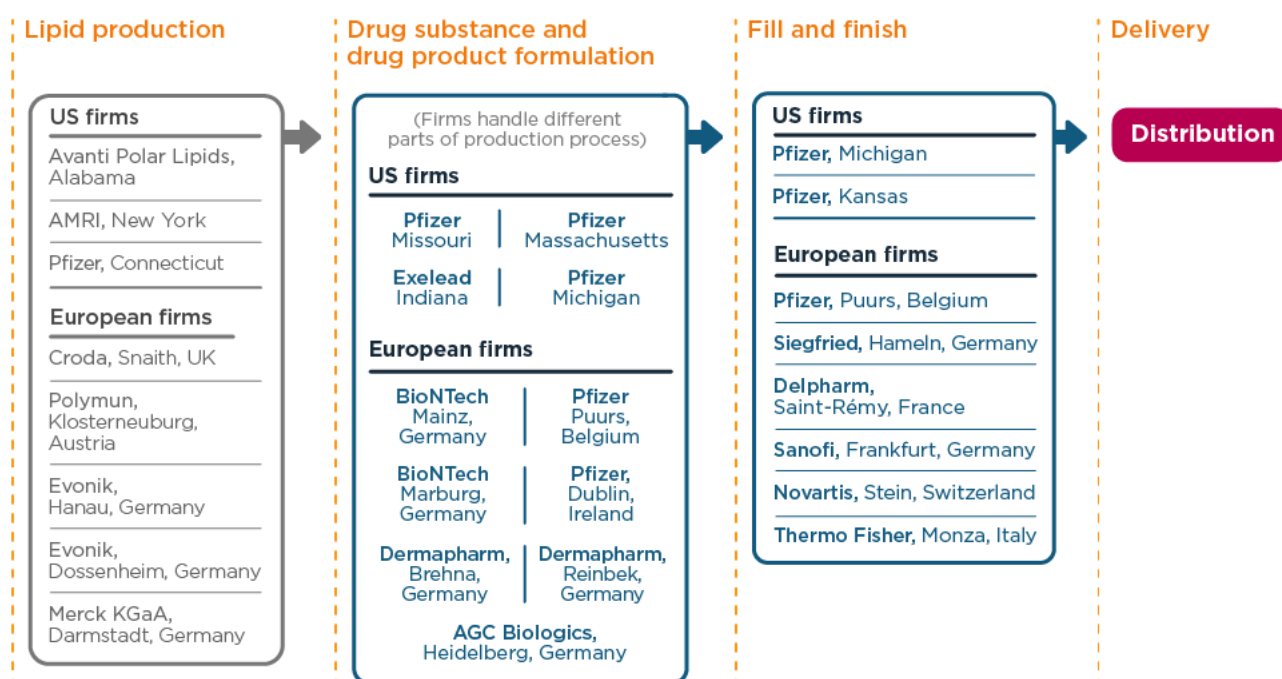 Lipid production
US firms
Avanti Polar Lipids,
Alabama
AMRI, New York
Pfizer, Connecticut
European firms
Croda, Snaith, UK
Polymun,
Klosterneuburg,
Austria
Evonik,
Hanau, Germany
Evonik,
Dossenheim, Germany
Merck KGaA,
Darmstadt, Germany
Drug substance and
drug product formulation
(Firms handle different
parts of production process)
US firms
Pfizer
Missouri
Pfizer
Massachusetts
Exelead
Indiana
Pfizer
Michigan
European firms
BioNTech
Mainz,
Germany
Pfizer
Puurs,
Belgium
BioNTech
Marburg,
Germany
Pfizer,
Dublin,
Ireland
Dermapharm,
Brehna,
Germany
Dermapharm,
Reinbek,
Germany
AGC Biologics,
Heidelberg, Germany
Fill and finish
US firms
Pfizer, Michigan
Pfizer, Kansas
European firms
Pfizer, Puurs, Belgium
Siegfried, Hameln, Germany
Delpharm,
Saint-Rémy, France
Sanofi, Frankfurt, Germany
Novartis, Stein, Switzerland
Thermo Fisher, Monza, Italy
Delivery
Distribution